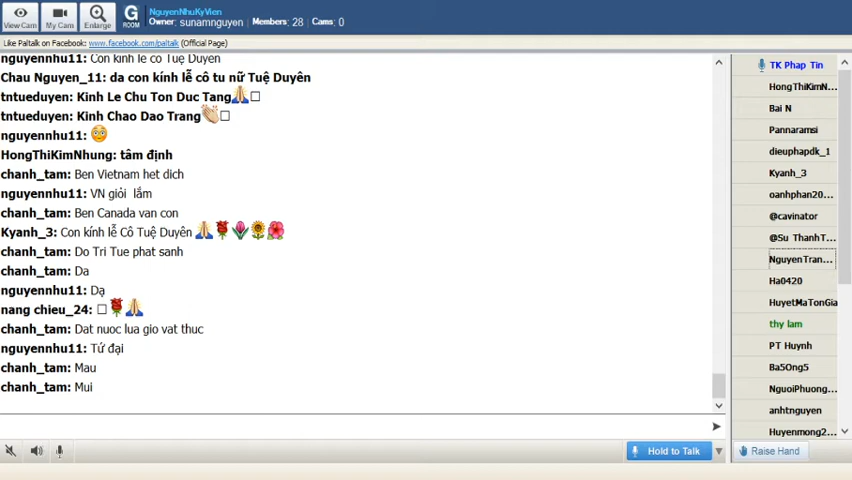 NguyenNhuKyVien
View Cam
My Cam
Enlarge
G
ROOM
Owner: sunamnguyen Members: 28 Cams: 0
Like Paltalk on Facebook: www.facebook.com/paltalk (Official Page)
nguyennhu11: Con kính lễ cô Tuệ Duyên
Chau Nguyen_11: da con kính lễ cô tu nữ Tuệ Duyên
tntueduyen: Kinh Le Chu Ton Duc Tang
tntueduyen: Kinh Chao Dao Trang
nguyennhu11:
HongThiKimNhung: tâm định
chanh_tam: Ben Vietnam het dich
nguyennhu11: VN giỏi lắm
chanh_tam: Ben Canada van con
Kyanh_3: Con kính lễ Cô Tuệ Duyên
chanh_tam: Do Tri Tue phat sanh
chanh_tam: Da
nguyennhu11: Dạ
nang chieu_24:
chanh_tam: Dat nuoc lua gio vat thuc
nguyennhu11: Tứ đại
chanh_tam: Mau
chanh_tam: Mui
TK Phap Tin
HongThiKimN...
Bai N
Pannaramsi
dieuphapdk_1
Kyanh_3
oanhphan20...
@cavinator
@Su ThanhT...
NguyenTran...
Ha0420
HuyetMaTonGia
thy lam
PT Huynh
Ba5Ong5
NguoiPhuong...
anhtnguyen
Huyenmong2...
Hold to Talk
Raise Hand